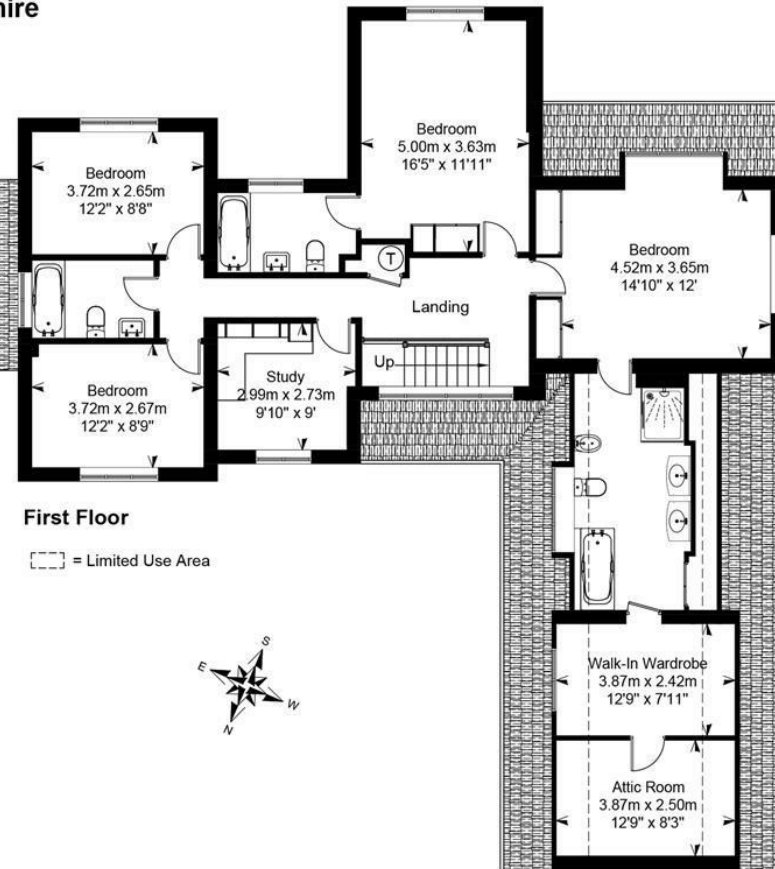 Bedroom
5.00m x 3.63m
16'5" x 11'11"
Bedroom
3.72m x 2.65m
12'2" x 8'8"
Bedroom
4.52m x 3.65m
14'10" x 12'
T
Landing
Up
Study
2.99m x 2.73m
9'10" x 9'
Bedroom
3.72m x 2.67m
12'2" x 8'9"
First Floor
= Limited Use Area
S
E
W
N
Walk-In Wardrobe
3.87m x 2.42m
12'9" x 7'11"
Attic Room
3.87m x 2.50m
12'9" x 8'3"